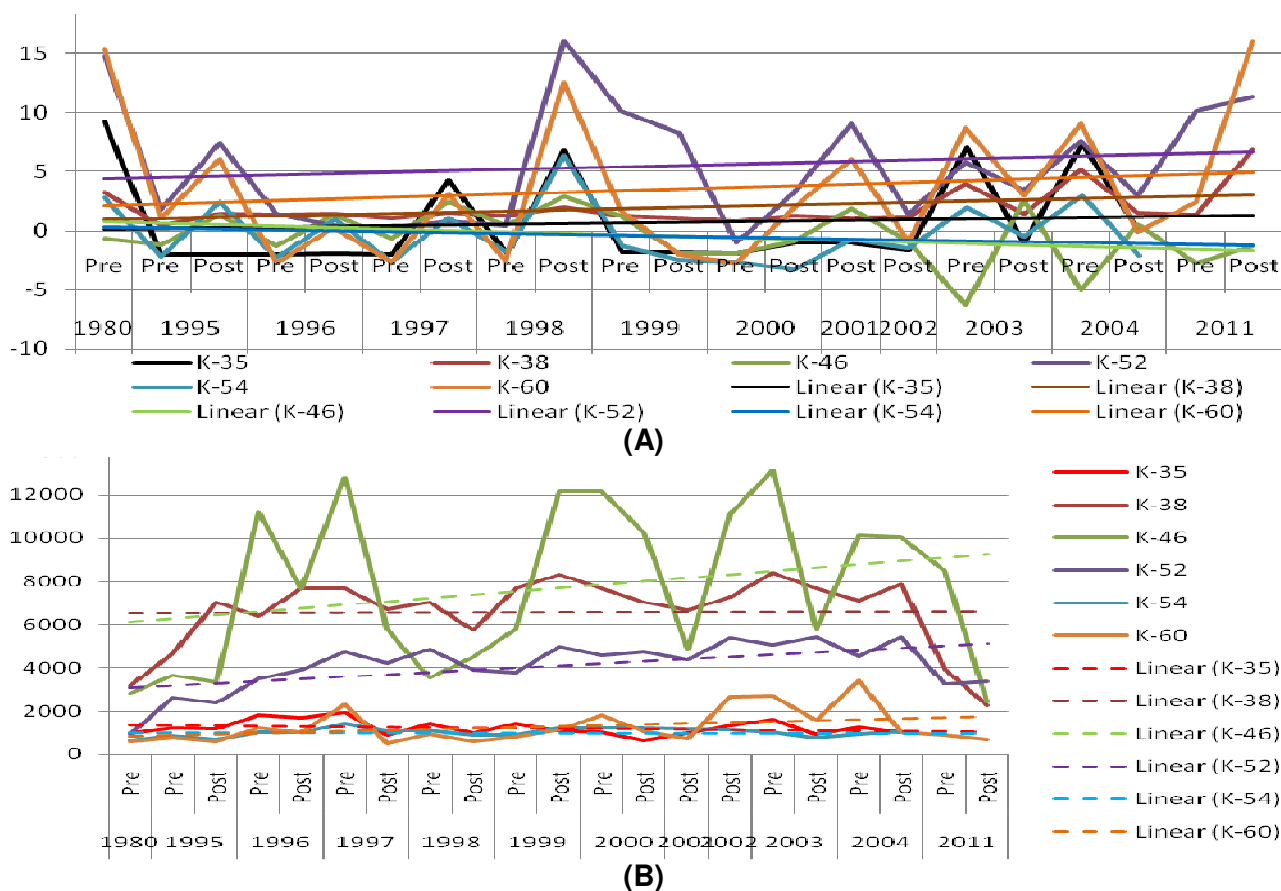 15
10
5
0
-5
-10
Pre Pre Post Pre Post Pre Post Pre Post Pre Post Pre Post Post Pre Pre Post Pre Post Pre Post
1980 1995 1996 1997 1998 1999 2000 2001 2002 2003 2004 2011
K-35 K-38 K-46 K-52
K-54 K-60 Linear (K-35) Linear (K-38)
Linear (K-46) Linear (K-52) Linear (K-54) Linear (K-60)
(A)
12000
10000
8000
6000
4000
2000
0
Pre Pre Post Pre Post Pre Post Pre Post Pre Post Pre Post Post Post Pre Post Pre Post Pre Post
1980 1995 1996 1997 1998 1999 2000 2002 2003 2004 2011
K-35
K-38
K-46
K-52
K-54
K-60
Linear (K-35)
Linear (K-38)
Linear (K-46)
Linear (K-52)
Linear (K-54)
Linear (K-60)
(B)